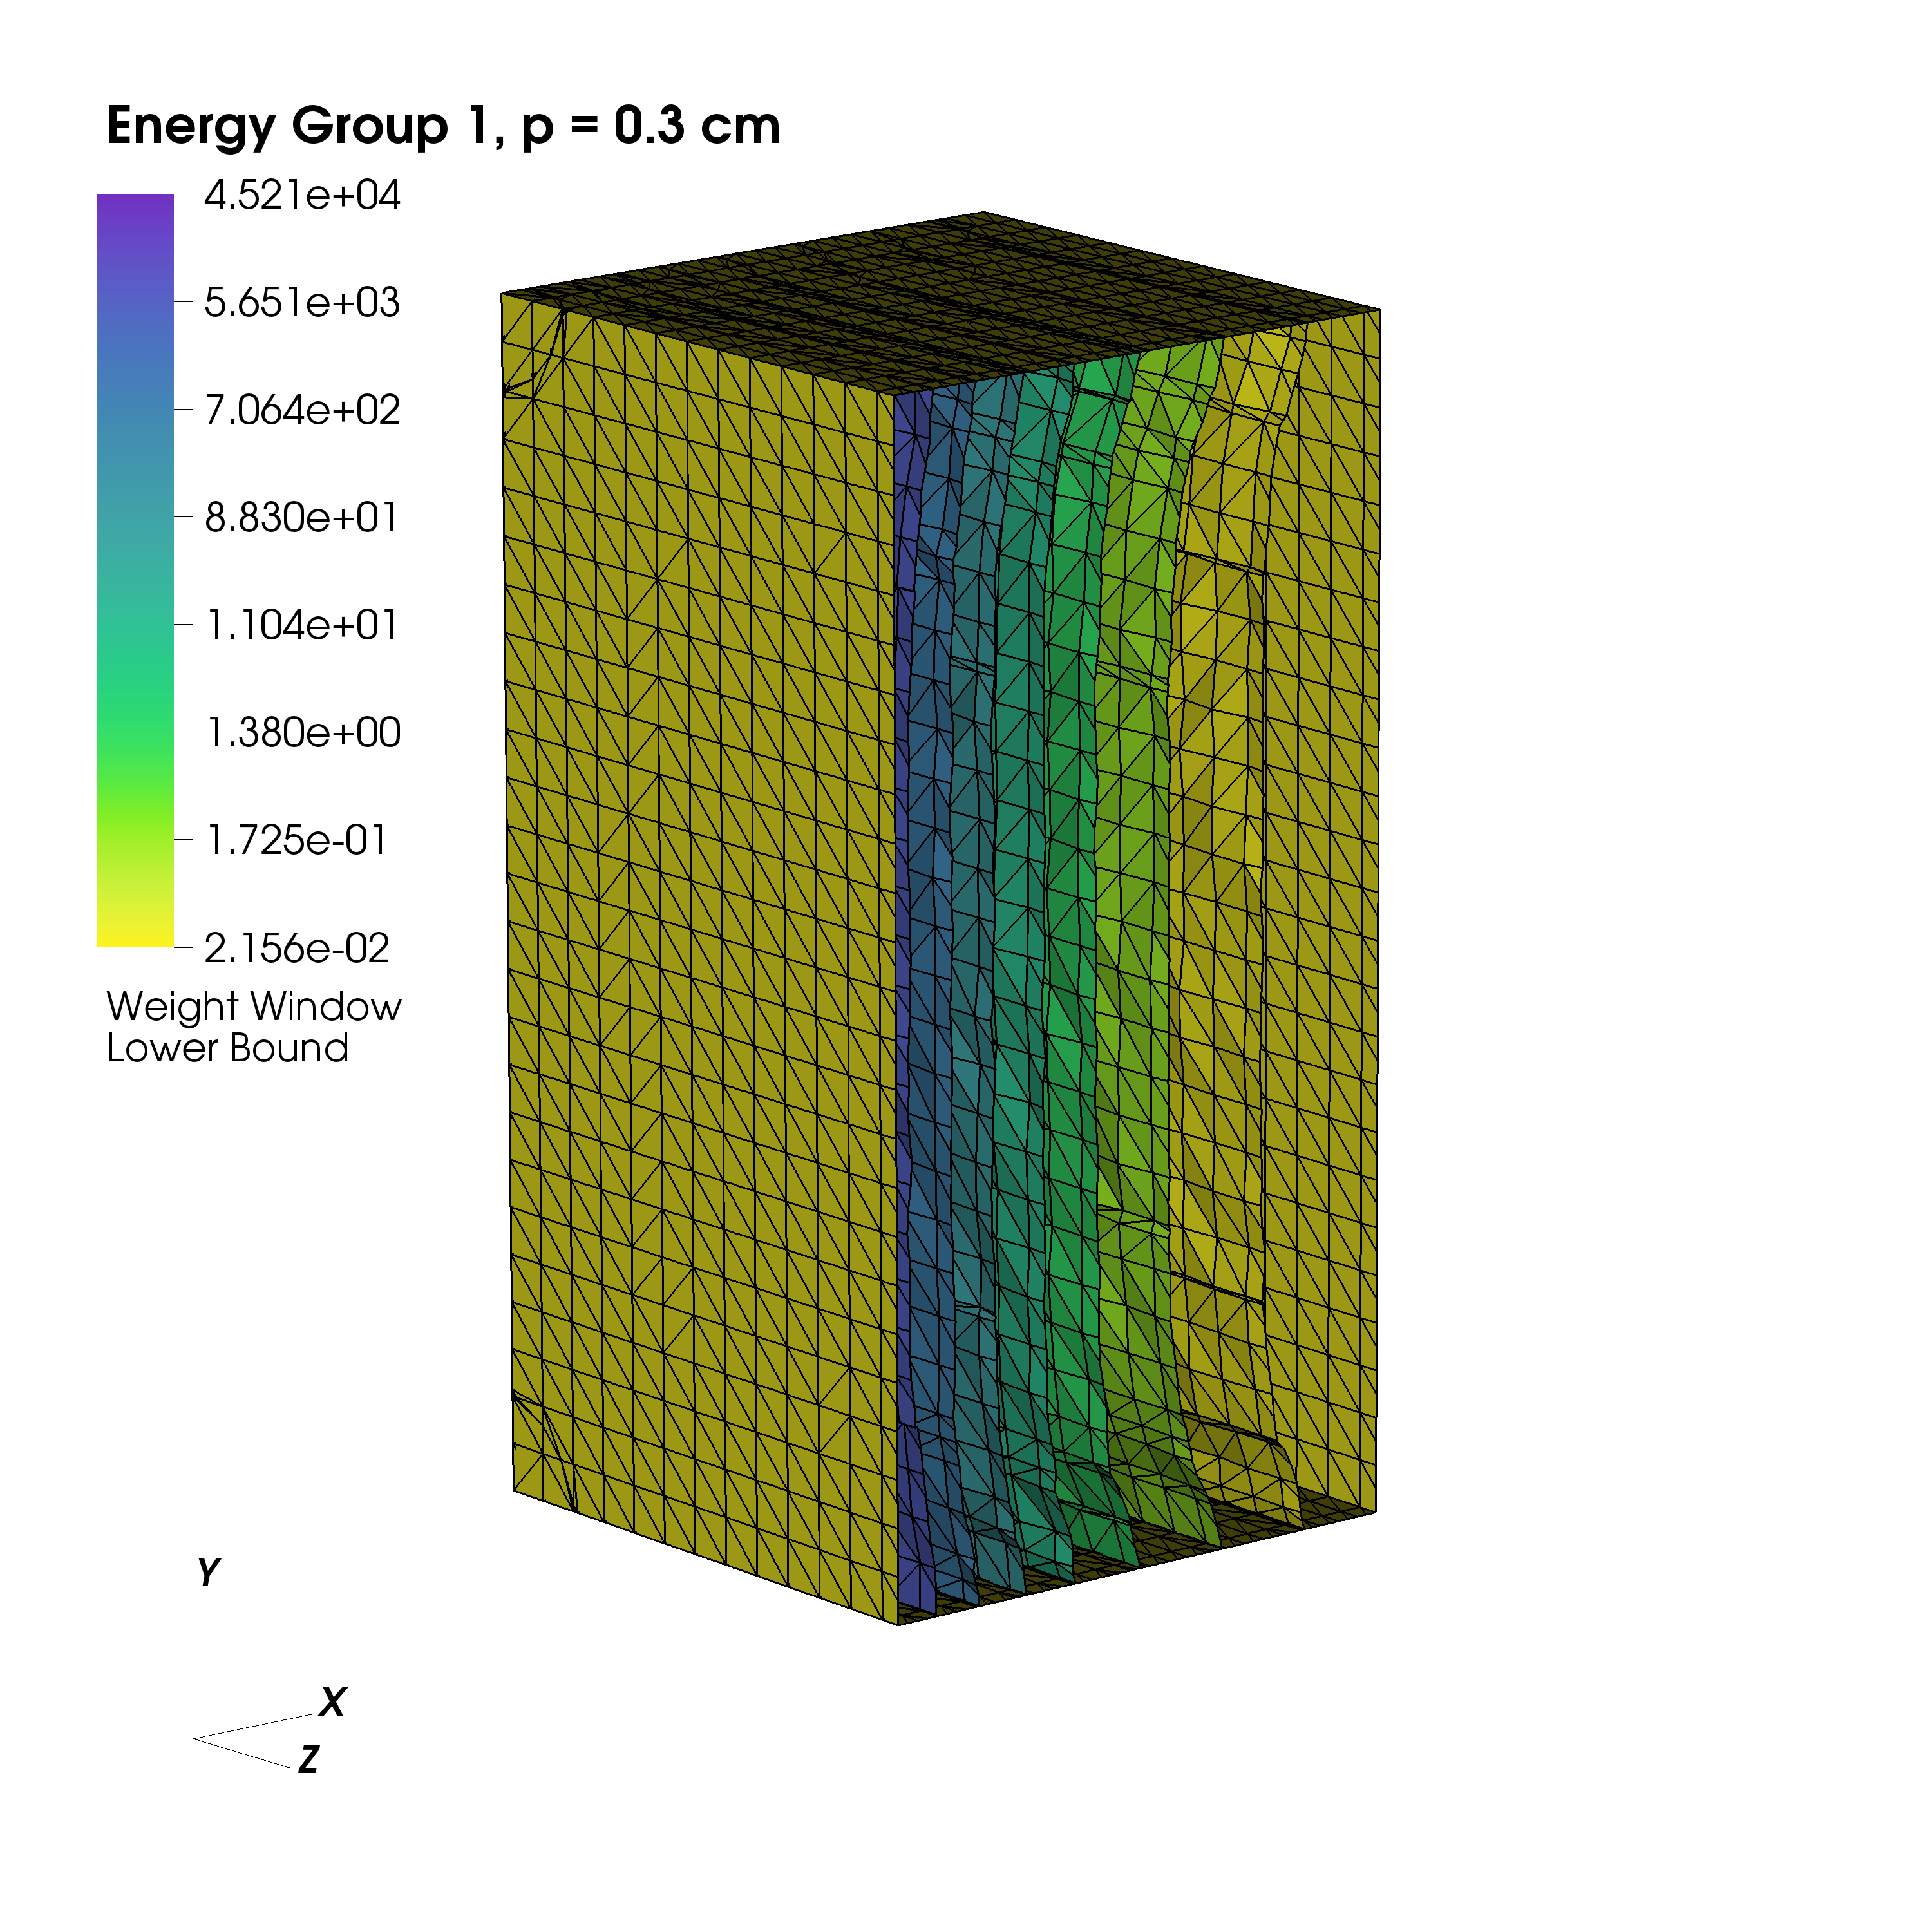 Energy Group 1, p = 0.3 cm
4.521e+04
5.651e+03
7.064e+02
8.830e+01
1.104e+01
1.380e+00
1.725e-01
2.156e-02
Weight Window
Lower Bound
Y
X
Z